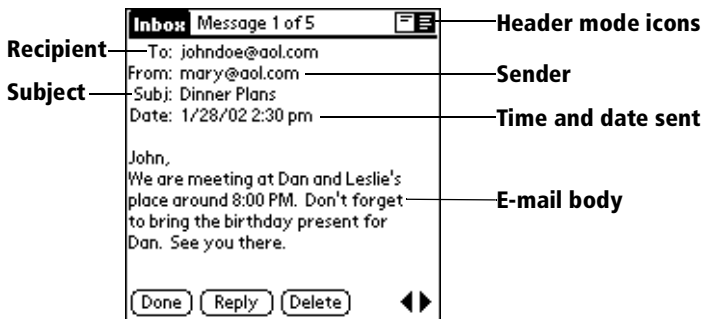 Inbox Message 1 of 5
Header mode icons
Recipient
To: johndoe@aol.com
From: mary@aol.com
Sender
Subject
Subj: Dinner Plans
Date: 1/28/02 2:30 pm
Time and date sent
John,
We are meeting at Dan and Leslie's
place around 8:00 PM. Don't forget
E-mail body
to bring the birthday present for
Dan. See you there.
Done Reply Delete